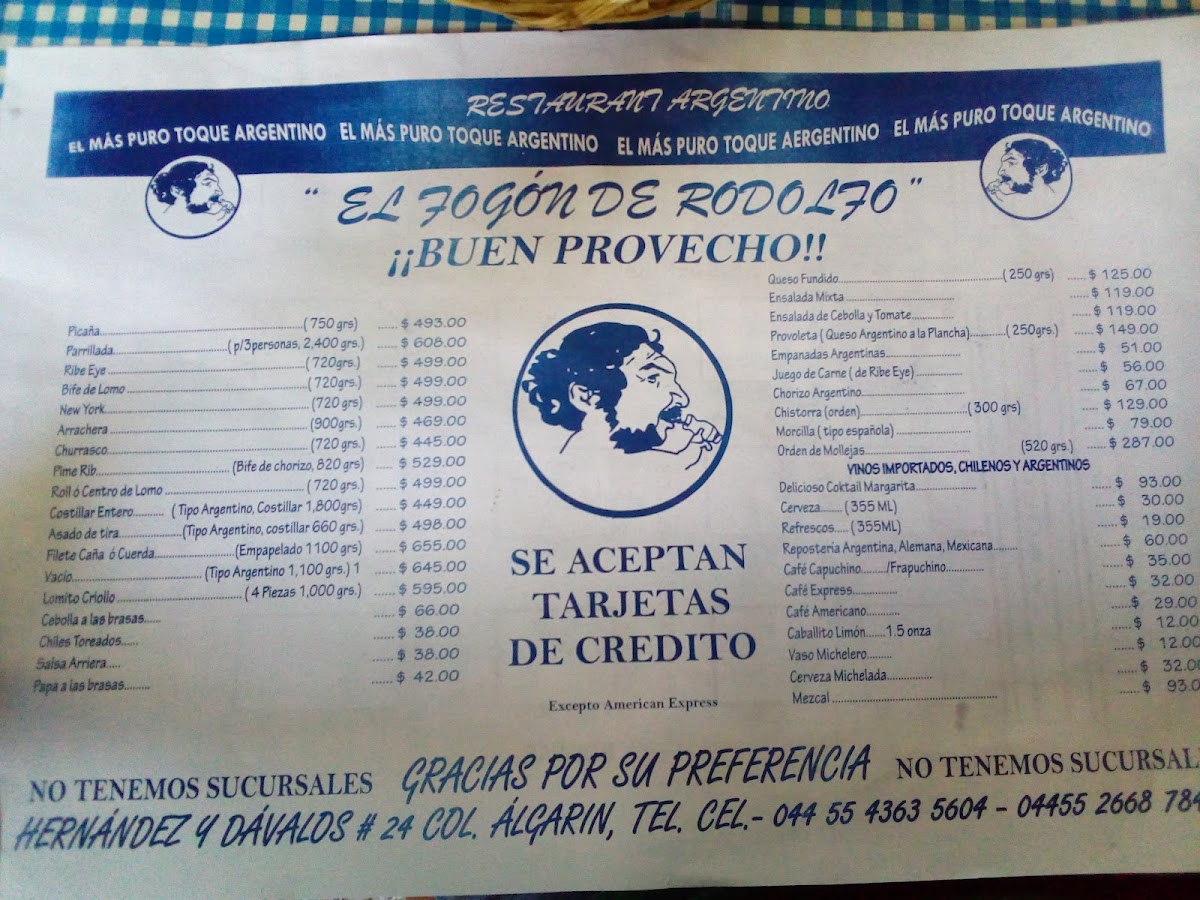 RESTAURANT ARGENTINO
EL MÁS PURO TOQUE ARGENTINO EL MÁS PURO TOQUE ARGENTINO EL MÁS PURO TOQUE AERGENTINO EL MÁS PURO TOQUE ARGENTINO
" EL FOGÓN DE RODOLFO "
¡¡BUEN PROVECHO!!
Picaña.....(750 grs) ..... $ 493.00
Parrillada.....( p/3personas, 2,400 grs.) ..... $ 608.00
Ribe Eye.....( 720grs.) ..... $ 499.00
Bife de Lomo.....( 720grs.) ..... $ 499.00
New York.....(720 grs) ..... $ 499.00
Arrachera.....(900grs.) ..... $ 469.00
Churrasco.....(720 grs.) ..... $ 445.00
Pime Rib.....(Bife de chorizo, 820 grs) ..... $ 529.00
Roll ó Centro de Lomo.....( 720 grs.) ..... $ 499.00
Costillar Entero..... ( Tipo Argentino, Costillar 1,800grs) ..... $ 449.00
Asado de tira.....(Tipo Argentino, costillar 660 grs.) ..... $ 498.00
Filete Caña ó Cuerda.....(Empapelado 1100 grs) ..... $ 655.00
Vacío.....(Tipo Argentino 1,100 grs.) 1 ..... $ 645.00
Lomito Criollo.....( 4 Piezas 1,000 grs.) ..... $ 595.00
Cebolla a las brasas..... $ 66.00
Chiles Toreados..... $ 38.00
Salsa Arriera..... $ 38.00
Papa a las brasas..... $ 42.00
SE ACEPTAN
TARJETAS
DE CREDITO
Excepto American Express
Queso Fundido.....( 250 grs) ..... $ 125.00
Ensalada Mixta..... $ 119.00
Ensalada de Cebolla y Tomate..... $ 119.00
Provoleta ( Queso Argentino a la Plancha).....(250grs.) ..... $ 149.00
Empanadas Argentinas..... $ 51.00
Juego de Carne ( de Ribe Eye)..... $ 56.00
Chorizo Argentino..... $ 67.00
Chistorra (orden).....( 300 grs) ..... $ 129.00
Morcilla ( tipo española)..... $ 79.00
Orden de Mollejas..... (520 grs.) ..... $ 287.00
VINOS IMPORTADOS, CHILENOS Y ARGENTINOS
Delicioso Coktail Margarita..... $ 93.00
Cerveza..... ( 355 ML) ..... $ 30.00
Refrescos..... ( 355ML) ..... $ 19.00
Repostería Argentina, Alemana, Mexicana..... $ 60.00
Café Capuchino...../Frapuchino..... $ 35.00
Café Express..... $ 32.00
Café Americano..... $ 29.00
Caballito Limón.....1.5 onza ..... $ 12.00
Vaso Michelero..... $ 12.00
Cerveza Michelada..... $ 32.0
Mezcal..... $ 93.0
NO TENEMOS SUCURSALES GRACIAS POR SU PREFERENCIA NO TENEMOS SUCURSAL
HERNÁNDEZ Y DÁVALOS # 24 COL. ÁLGARIN, TEL. CEL.- 044 55 4363 5604 - 04455 2668 784